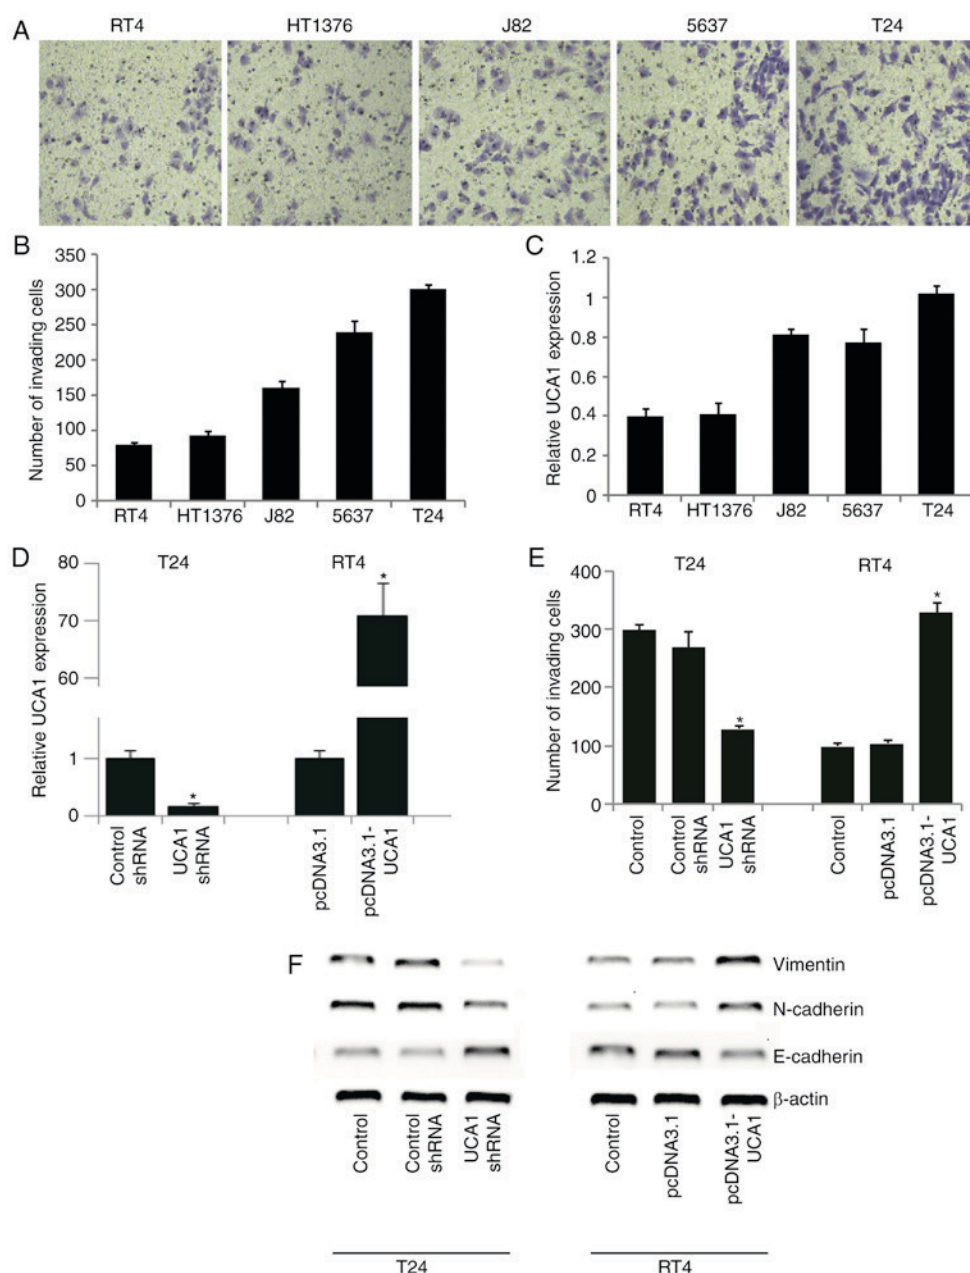 A
RT4
HT1376
J82
5637
T24
B
Number of invading cells
350
300
250
200
150
100
50
0
RT4
HT1376
J82
5637
T24
C
Relative UCA1 expression
1.2
1
0.8
0.6
0.4
0.2
0
RT4
HT1376
J82
5637
T24
D
T24
RT4
Relative UCA1 expression
80
70
60
1
0
*
*
Control
shRNA
UCA1
shRNA
pcDNA3.1
pcDNA3.1-
UCA1
E
T24
RT4
Number of invading cells
400
300
200
100
0
*
*
Control
Control
shRNA
UCA1
shRNA
Control
pcDNA3.1
pcDNA3.1-
UCA1
F
Vimentin
N-cadherin
E-cadherin
β-actin
Control
Control
shRNA
UCA1
shRNA
Control
pcDNA3.1
pcDNA3.1-
UCA1
T24
RT4